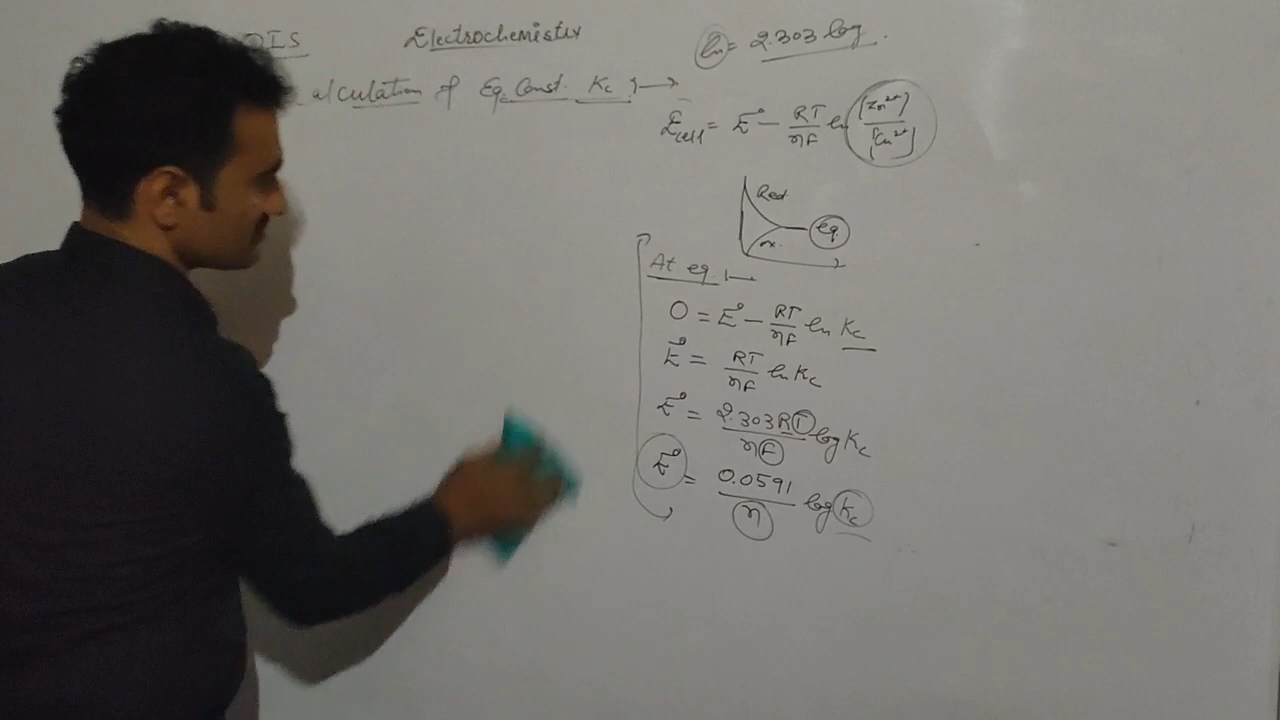 OIS
Electrochemistry
ln = 2.303 log.
alculation of Eq. Const. Kc :→
Ecell = E° − RT/nF ln [Zn²⁺]/[Cu²⁺]
Red
eq.
ox.
At eq. :—
0 = E° − RT/nF ln Kc
E° = RT/nF ln Kc
E° = 2.303RT/nF log Kc
E° = 0.0591/n log Kc